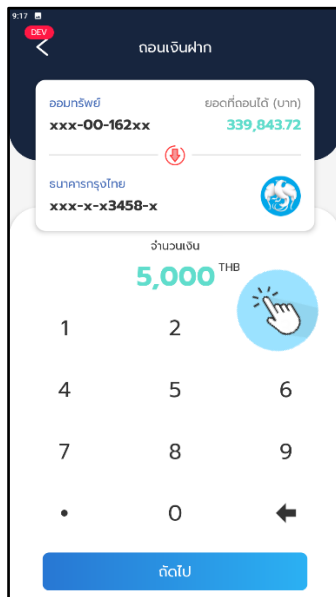 9:17
DEV
ถอนเงินฝาก
ออมทรัพย์ ยอดที่ถอนได้ (บาท)
xxx-00-162xx 339,843.72
ธนาคารกรุงไทย
xxx-x-x3458-x
จำนวนเงิน
5,000 THB
1 2
4 5 6
7 8 9
. 0
ถัดไป